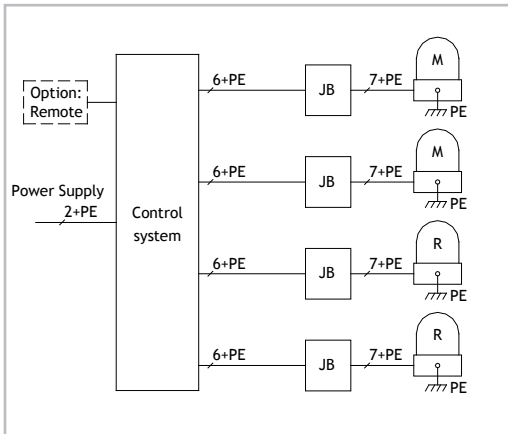 Option:
Remote
Power Supply
2+PE
Control
system
6+PE
JB
7+PE
M
PE
6+PE
JB
7+PE
M
PE
6+PE
JB
7+PE
R
PE
6+PE
JB
7+PE
R
PE